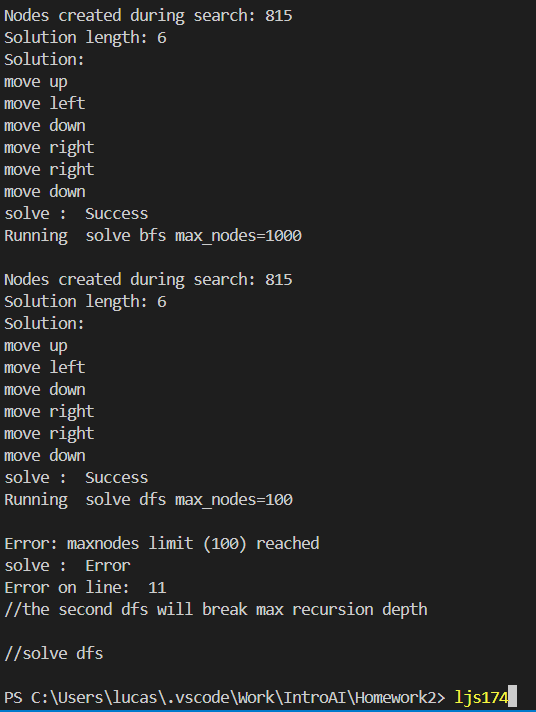 Nodes created during search: 815
Solution length: 6
Solution:
move up
move left
move down
move right
move right
move down
solve :  Success
Running  solve bfs max_nodes=1000
Nodes created during search: 815
Solution length: 6
Solution:
move up
move left
move down
move right
move right
move down
solve :  Success
Running  solve dfs max_nodes=100
Error: maxnodes limit (100) reached
solve :  Error
Error on line:  11
//the second dfs will break max recursion depth
//solve dfs
PS C:\Users\lucas\.vscode\Work\IntroAI\Homework2> ljs174